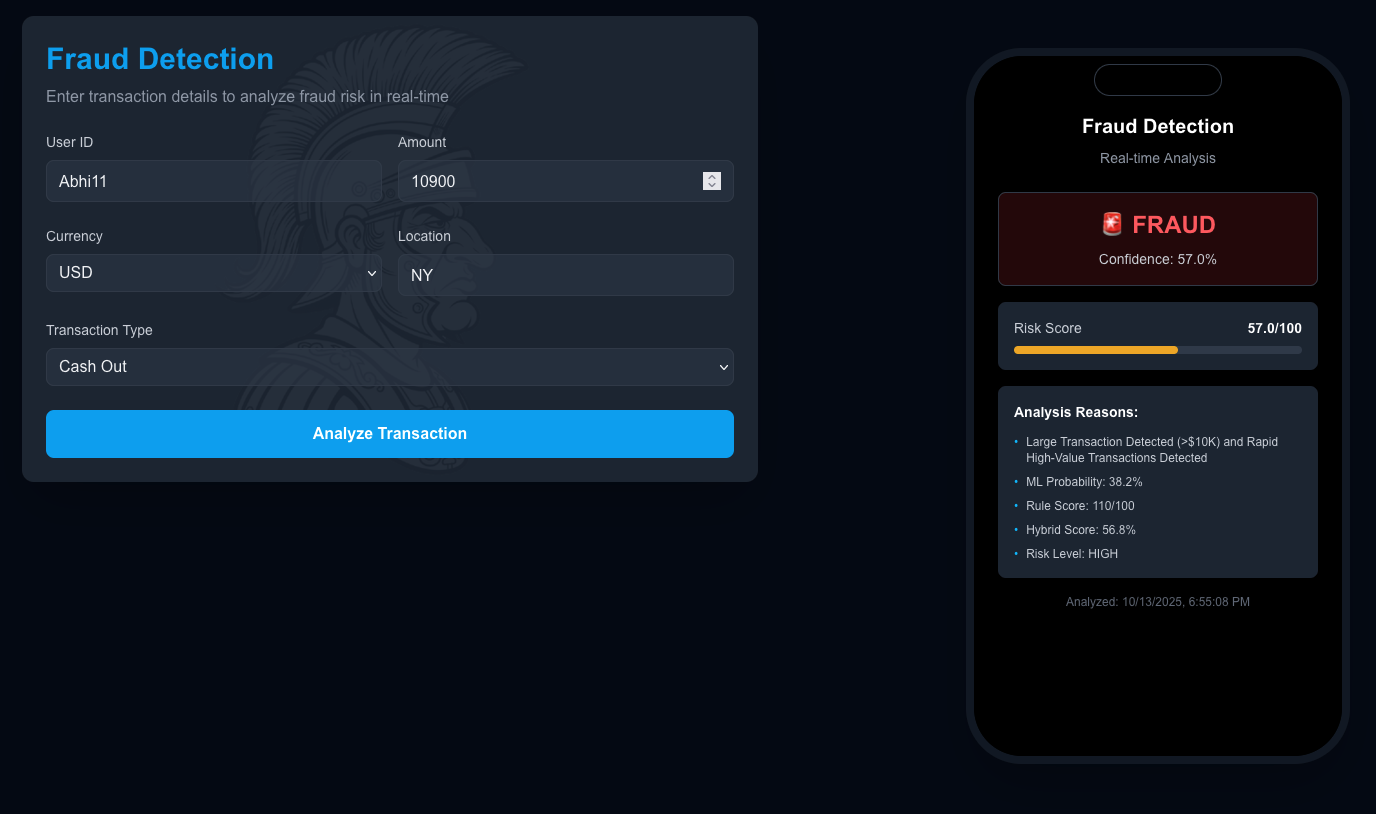 Fraud Detection
Enter transaction details to analyze fraud risk in real-time
User ID
Amount
Abhi11
10900
Currency
Location
USD
NY
Transaction Type
Cash Out
Analyze Transaction
Fraud Detection
Real-time Analysis
🚨 FRAUD
Confidence: 57.0%
Risk Score
57.0/100
Analysis Reasons:
• Large Transaction Detected (>$10K) and Rapid
High-Value Transactions Detected
• ML Probability: 38.2%
• Rule Score: 110/100
• Hybrid Score: 56.8%
• Risk Level: HIGH
Analyzed: 10/13/2025, 6:55:08 PM